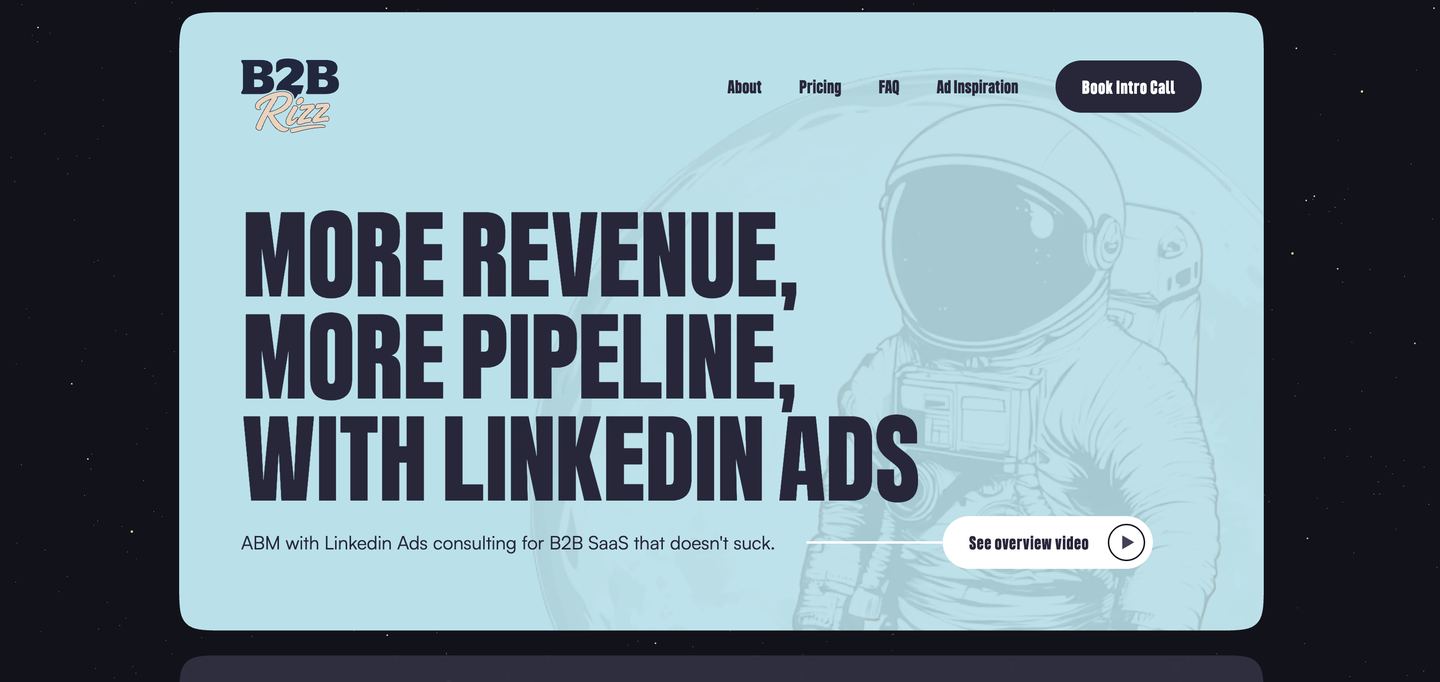 B2B
Rizz
About
Pricing
FAQ
Ad Inspiration
Book Intro Call
MORE REVENUE,
MORE PIPELINE,
WITH LINKEDIN ADS
ABM with Linkedin Ads consulting for B2B SaaS that doesn't suck.
See overview video